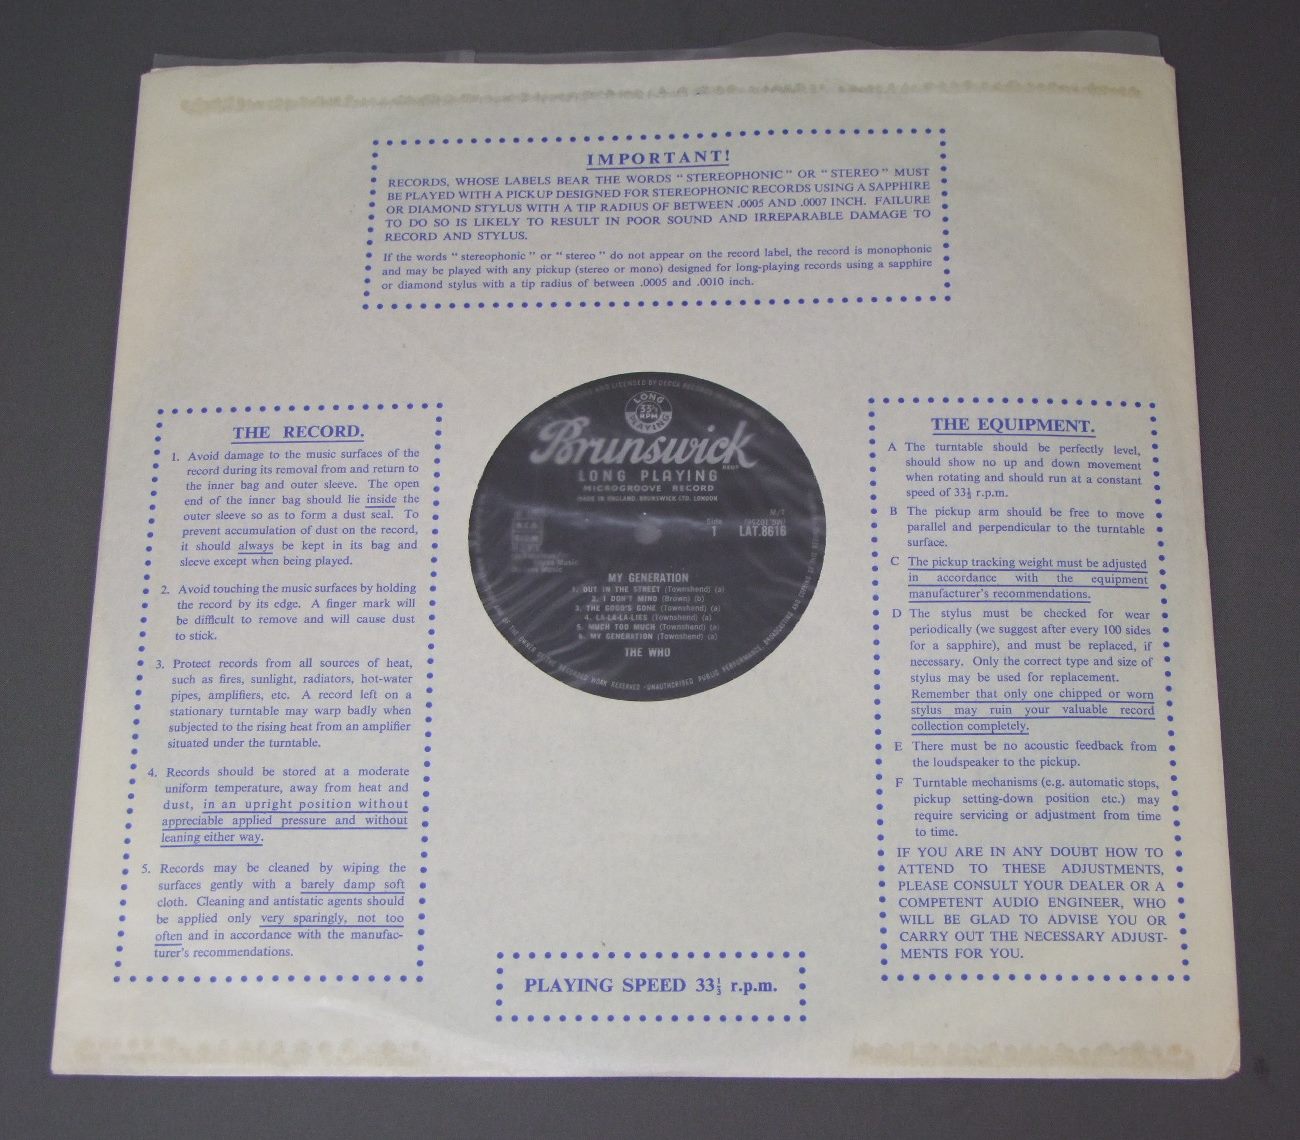 IMPORTANT!
RECORDS, WHOSE LABELS BEAR THE WORDS "STEREOPHONIC" OR "STEREO" MUST
BE PLAYED WITH A PICKUP DESIGNED FOR STEREOPHONIC RECORDS USING A SAPPHIRE
OR DIAMOND STYLUS WITH A TIP RADIUS OF BETWEEN .0005 AND .0007 INCH. FAILURE
TO DO SO IS LIKELY TO RESULT IN POOR SOUND AND IRREPARABLE DAMAGE TO
RECORD AND STYLUS.
If the words "stereophonic" or "stereo" do not appear on the record label, the record is monophonic
and may be played with any pickup (stereo or mono) designed for long-playing records using a sapphire
or diamond stylus with a tip radius of between .0005 and .0010 inch.
THE RECORD.
1. Avoid damage to the music surfaces of the
record during its removal from and return to
the inner bag and outer sleeve. The open
end of the inner bag should lie inside the
outer sleeve so as to form a dust seal. To
prevent accumulation of dust on the record,
it should always be kept in its bag and
sleeve except when being played.
2. Avoid touching the music surfaces by holding
the record by its edge. A finger mark will
be difficult to remove and will cause dust
to stick.
3. Protect records from all sources of heat,
such as fires, sunlight, radiators, hot-water
pipes, amplifiers, etc. A record left on a
stationary turntable may warp badly when
subjected to the rising heat from an amplifier
situated under the turntable.
4. Records should be stored at a moderate
uniform temperature, away from heat and
dust, in an upright position without
appreciable applied pressure and without
leaning either way.
5. Records may be cleaned by wiping the
surfaces gently with a barely damp soft
cloth. Cleaning and antistatic agents should
be applied only very sparingly, not too
often and in accordance with the manufac-
turer's recommendations.
LONG
33⅓
RPM
PLAYING
Brunswick
REGD
LONG PLAYING
MICROGROOVE RECORD
MADE IN ENGLAND. BRUNSWICK LTD. LONDON
M/T
Side
1
LAT.8616
MY GENERATION
1. OUT IN THE STREET (Townshend) (a)
2. I DON'T MIND (Brown) (b)
3. THE GOOD'S GONE (Townshend) (a)
4. LA-LA-LA-LIES (Townshend) (a)
5. MUCH TOO MUCH (Townshend) (a)
6. MY GENERATION (Townshend) (a)
THE WHO
AND LICENSED BY DECCA RECORDS
OF THE OWNER OF THE RECORDED WORK RESERVED · UNAUTHORISED PUBLIC PERFORMANCE, BROADCASTING AND COPYING OF
THE EQUIPMENT.
A The turntable should be perfectly level,
should show no up and down movement
when rotating and should run at a constant
speed of 33⅓ r.p.m.
B The pickup arm should be free to move
parallel and perpendicular to the turntable
surface.
C The pickup tracking weight must be adjusted
in accordance with the equipment
manufacturer's recommendations.
D The stylus must be checked for wear
periodically (we suggest after every 100 sides
for a sapphire), and must be replaced, if
necessary. Only the correct type and size of
stylus may be used for replacement.
Remember that only one chipped or worn
stylus may ruin your valuable record
collection completely.
E There must be no acoustic feedback from
the loudspeaker to the pickup.
F Turntable mechanisms (e.g. automatic stops,
pickup setting-down position etc.) may
require servicing or adjustment from time
to time.
IF YOU ARE IN ANY DOUBT HOW TO
ATTEND TO THESE ADJUSTMENTS,
PLEASE CONSULT YOUR DEALER OR A
COMPETENT AUDIO ENGINEER, WHO
WILL BE GLAD TO ADVISE YOU OR
CARRY OUT THE NECESSARY ADJUST-
MENTS FOR YOU.
PLAYING SPEED 33⅓ r.p.m.